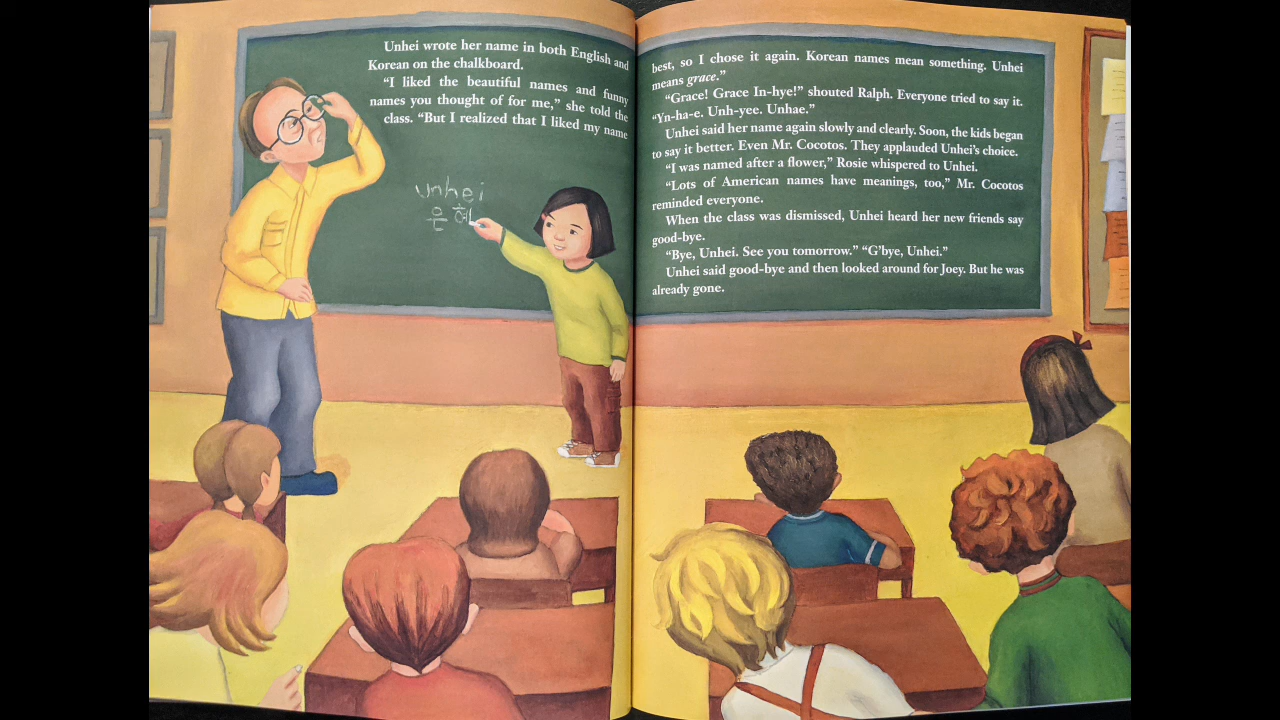 Unhei wrote her name in both English and
Korean on the chalkboard.
“I liked the beautiful names and funny
names you thought of for me,” she told the
class. “But I realized that I liked my name
unhei
은혜
best, so I chose it again. Korean names mean something. Unhei
means grace.”
“Grace! Grace In-hye!” shouted Ralph. Everyone tried to say it.
“Yn-ha-e. Unh-yee. Unhae.”
Unhei said her name again slowly and clearly. Soon, the kids began
to say it better. Even Mr. Cocotos. They applauded Unhei’s choice.
“I was named after a flower,” Rosie whispered to Unhei.
“Lots of American names have meanings, too,” Mr. Cocotos
reminded everyone.
When the class was dismissed, Unhei heard her new friends say
good-bye.
“Bye, Unhei. See you tomorrow.” “G’bye, Unhei.”
Unhei said good-bye and then looked around for Joey. But he was
already gone.